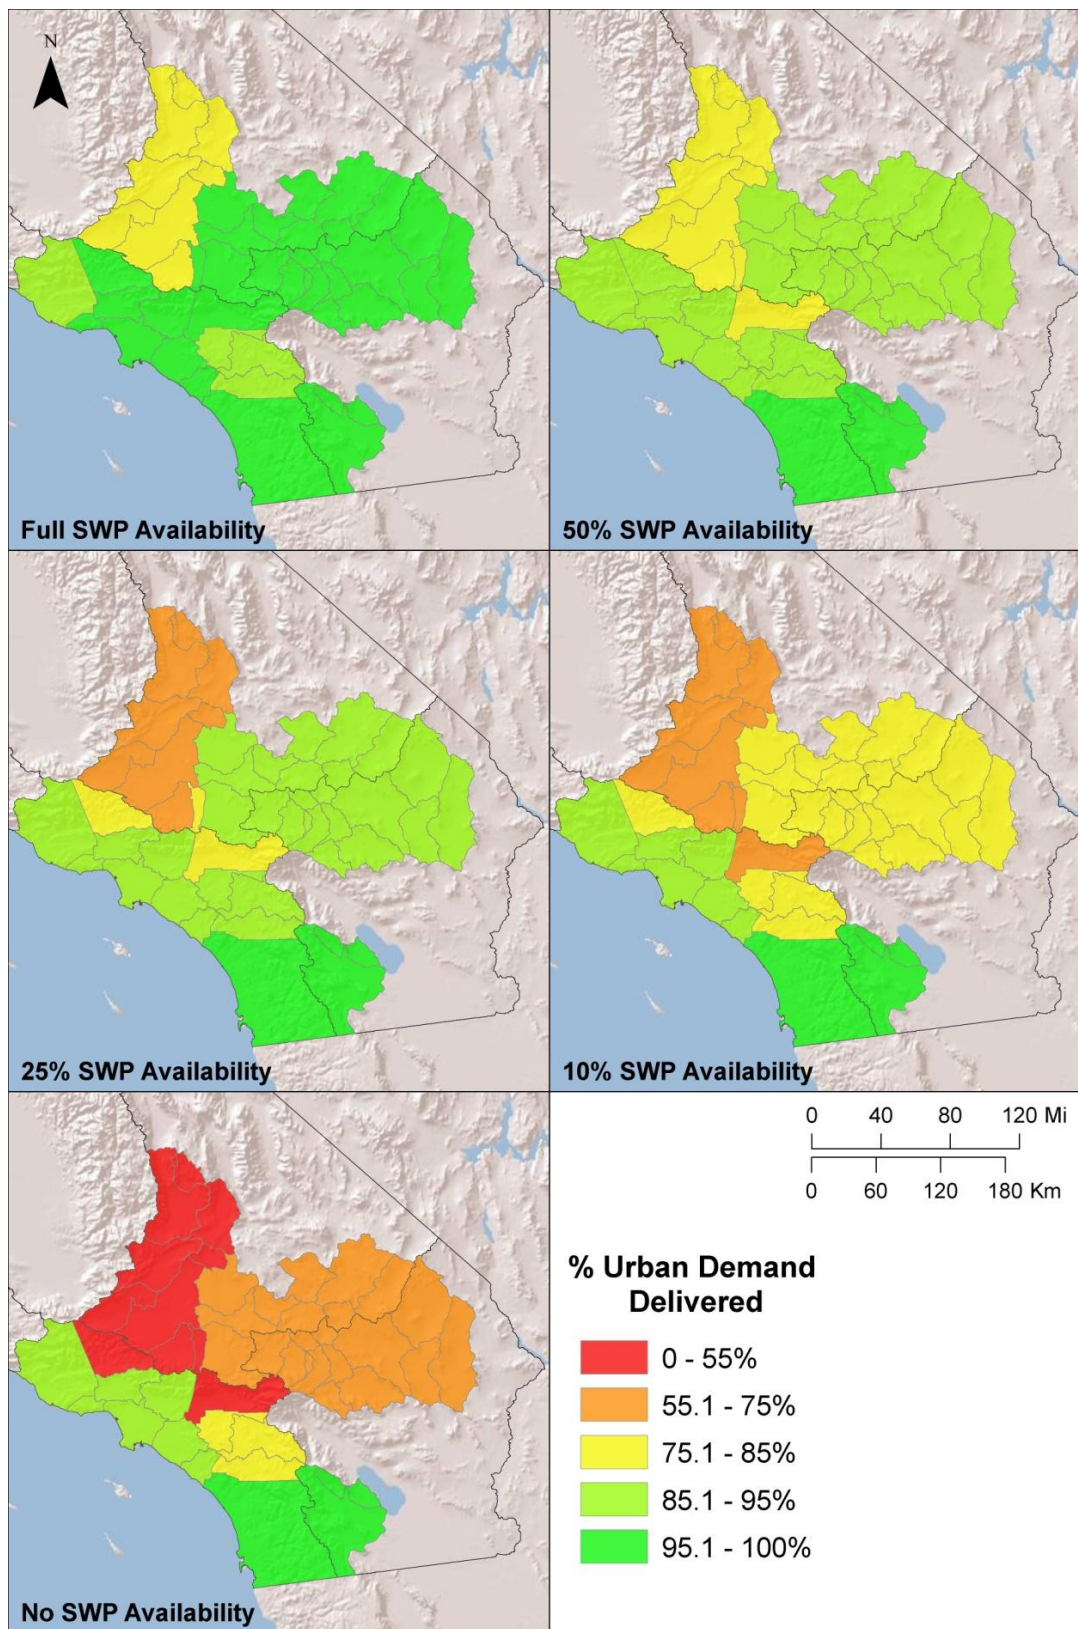 N
Full SWP Availability
50% SWP Availability
25% SWP Availability
10% SWP Availability
No SWP Availability
0 40 80 120 Mi
0 60 120 180 Km
% Urban Demand
Delivered
0 - 55%
55.1 - 75%
75.1 - 85%
85.1 - 95%
95.1 - 100%